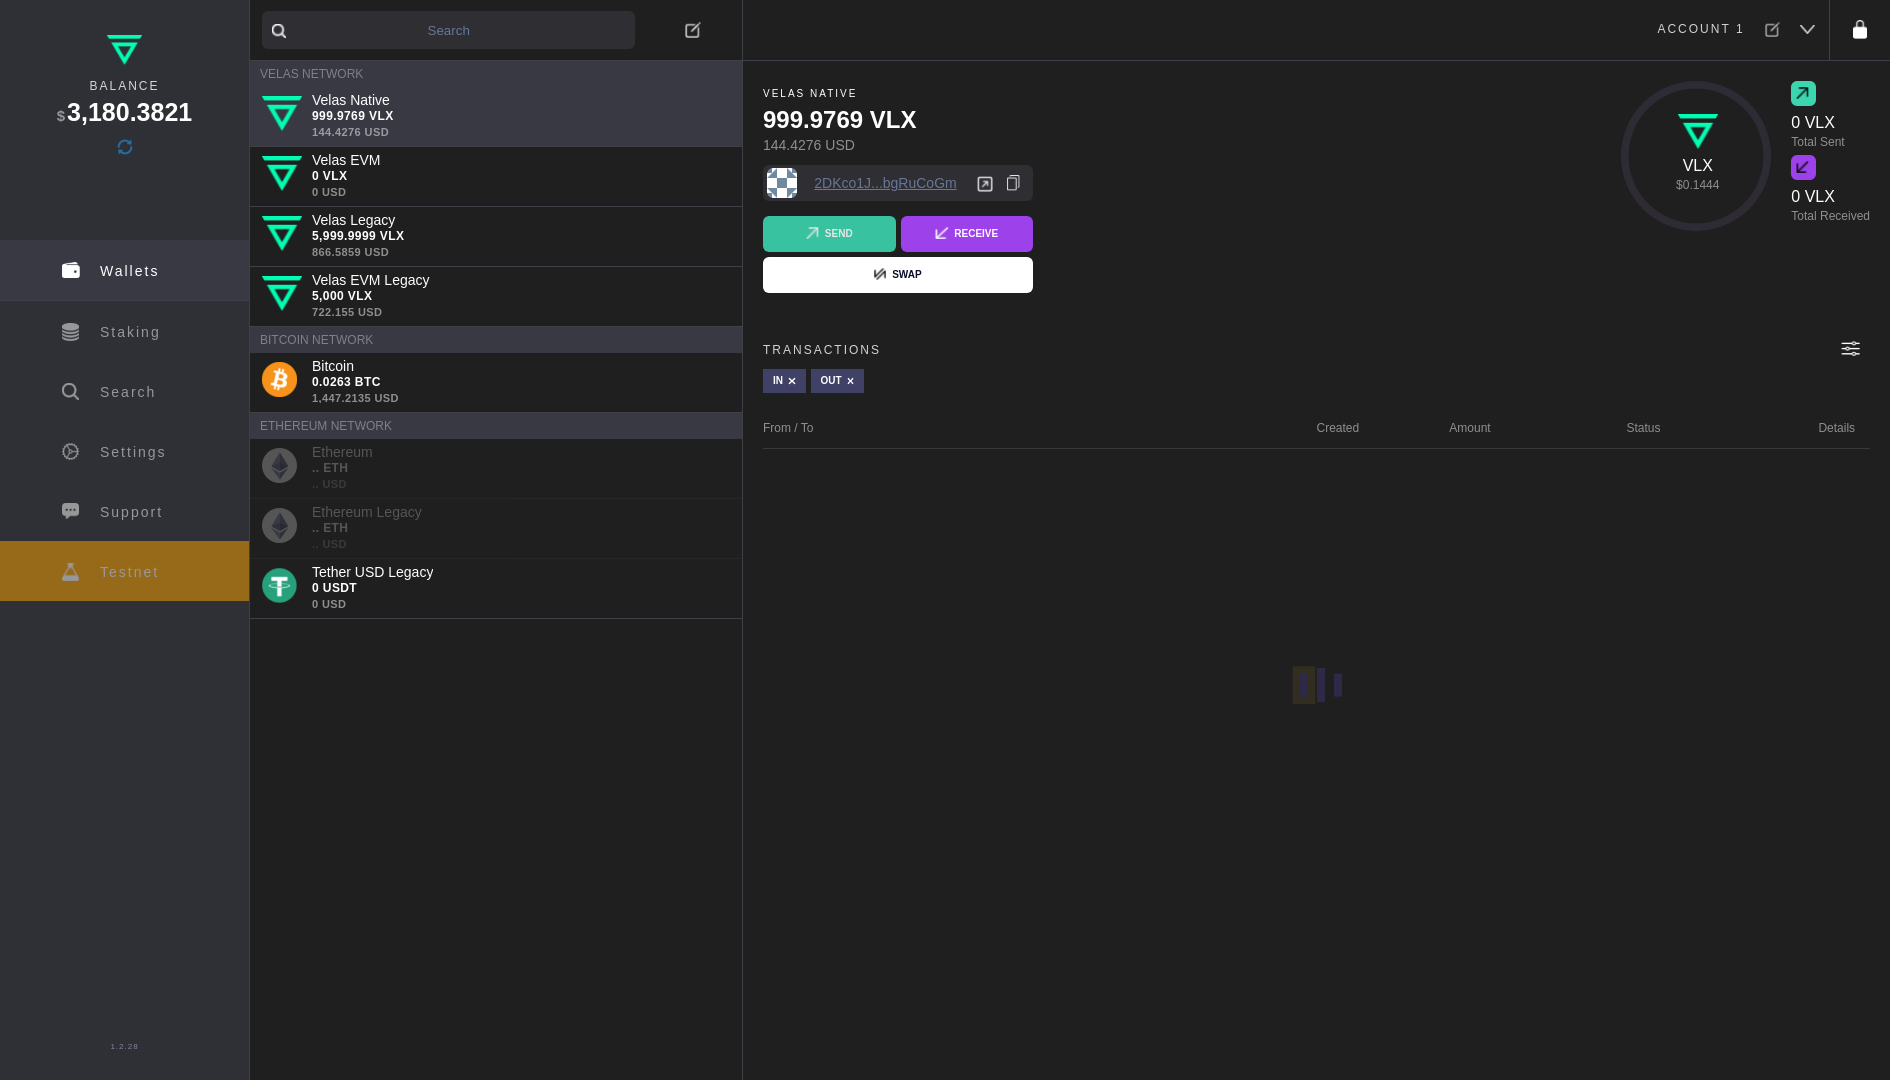 BALANCE
$3,180.3821
Wallets
Staking
Search
Settings
Support
Testnet
1.2.28
Search
VELAS NETWORK
Velas Native
999.9769 VLX
144.4276 USD
Velas EVM
0 VLX
0 USD
Velas Legacy
5,999.9999 VLX
866.5859 USD
Velas EVM Legacy
5,000 VLX
722.155 USD
BITCOIN NETWORK
Bitcoin
0.0263 BTC
1,447.2135 USD
ETHEREUM NETWORK
Ethereum
.. ETH
.. USD
Ethereum Legacy
.. ETH
.. USD
Tether USD Legacy
0 USDT
0 USD
ACCOUNT 1
VELAS NATIVE
999.9769 VLX
144.4276 USD
2DKco1J...bgRuCoGm
SEND
RECEIVE
SWAP
VLX
$0.1444
0 VLX
Total Sent
0 VLX
Total Received
TRANSACTIONS
IN ×
OUT ×
From / To Created Amount Status Details